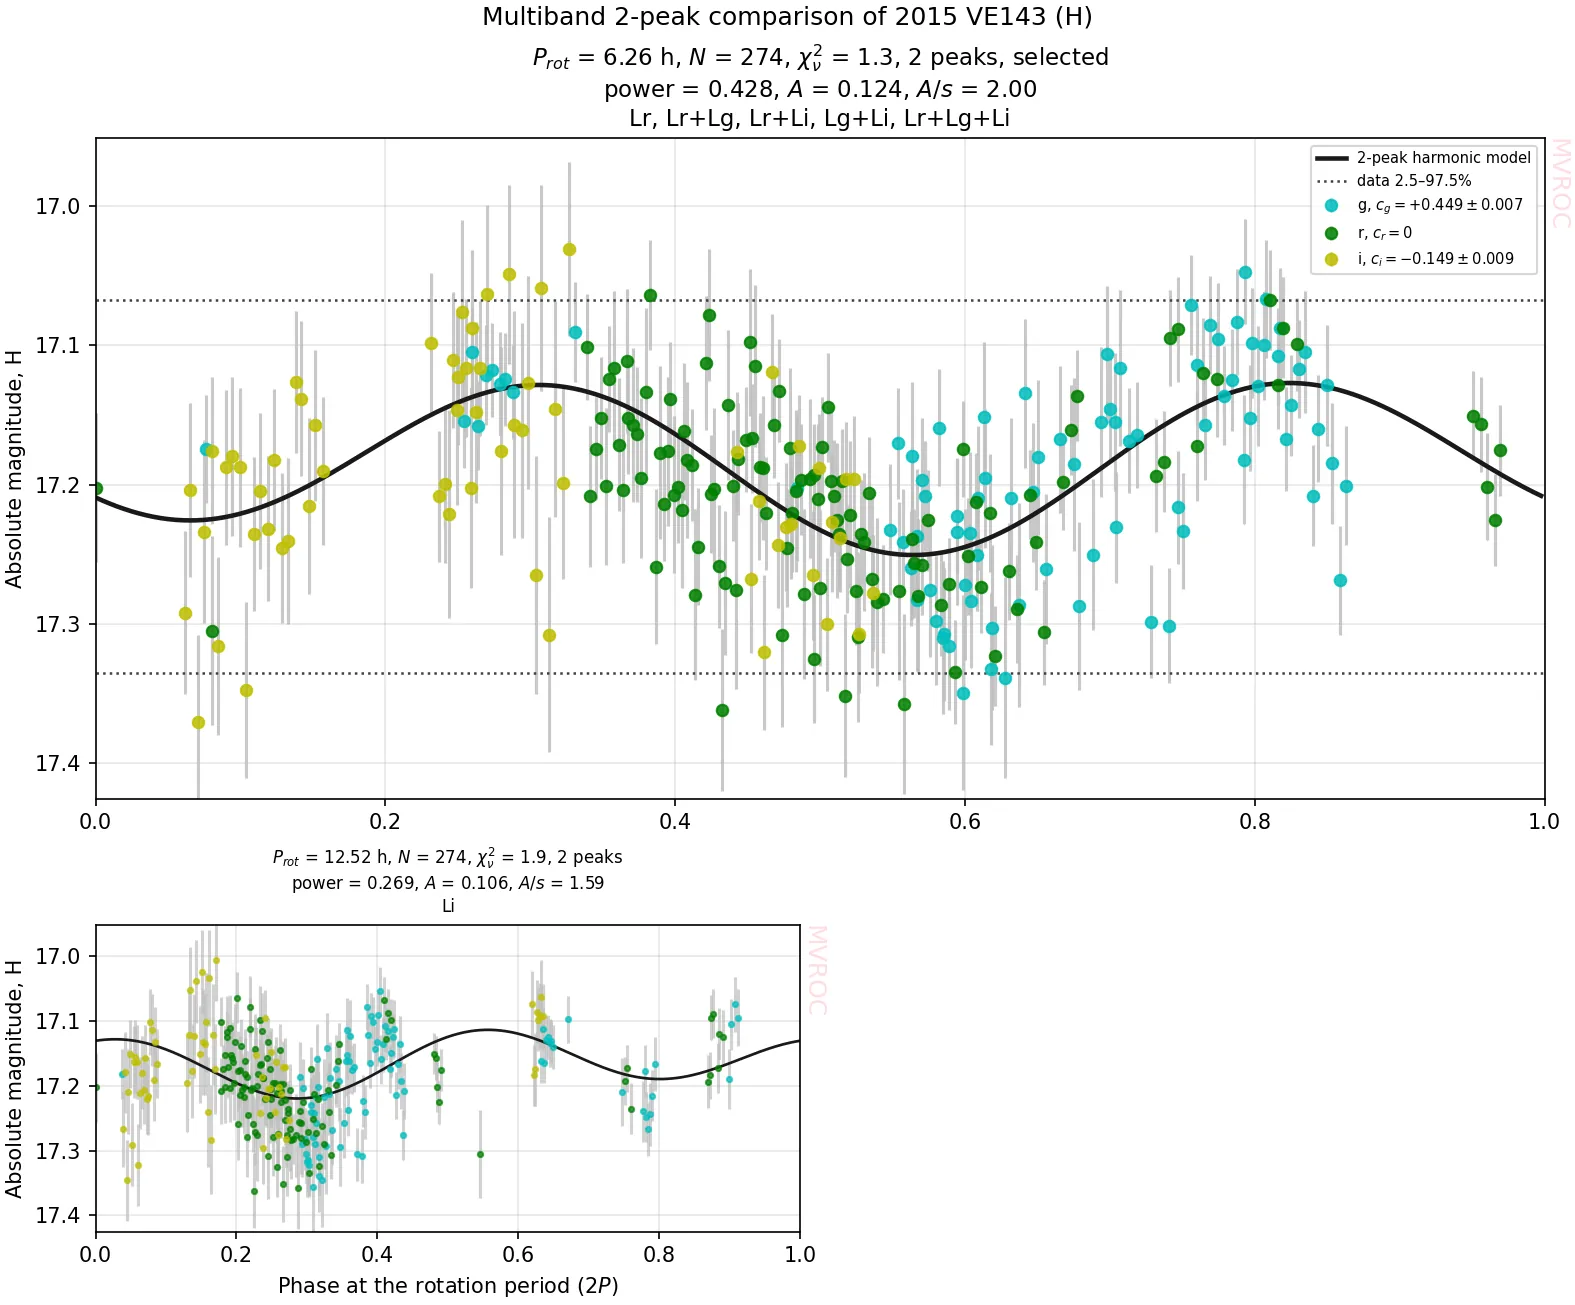 Multiband 2-peak comparison of 2015 VE143 (H)
P_rot = 6.26 h, N = 274, χ²_ν = 1.3, 2 peaks, selected
power = 0.428, A = 0.124, A/s = 2.00
Lr, Lr+Lg, Lr+Li, Lg+Li, Lr+Lg+Li
2-peak harmonic model
data 2.5–97.5%
g, c_g = +0.449 ± 0.007
r, c_r = 0
i, c_i = −0.149 ± 0.009
MVROC
Absolute magnitude, H
17.0
17.1
17.2
17.3
17.4
0.0 0.2 0.4 0.6 0.8 1.0
P_rot = 12.52 h, N = 274, χ²_ν = 1.9, 2 peaks
power = 0.269, A = 0.106, A/s = 1.59
Li
MVROC
Absolute magnitude, H
17.0
17.1
17.2
17.3
17.4
0.0 0.2 0.4 0.6 0.8 1.0
Phase at the rotation period (2P)